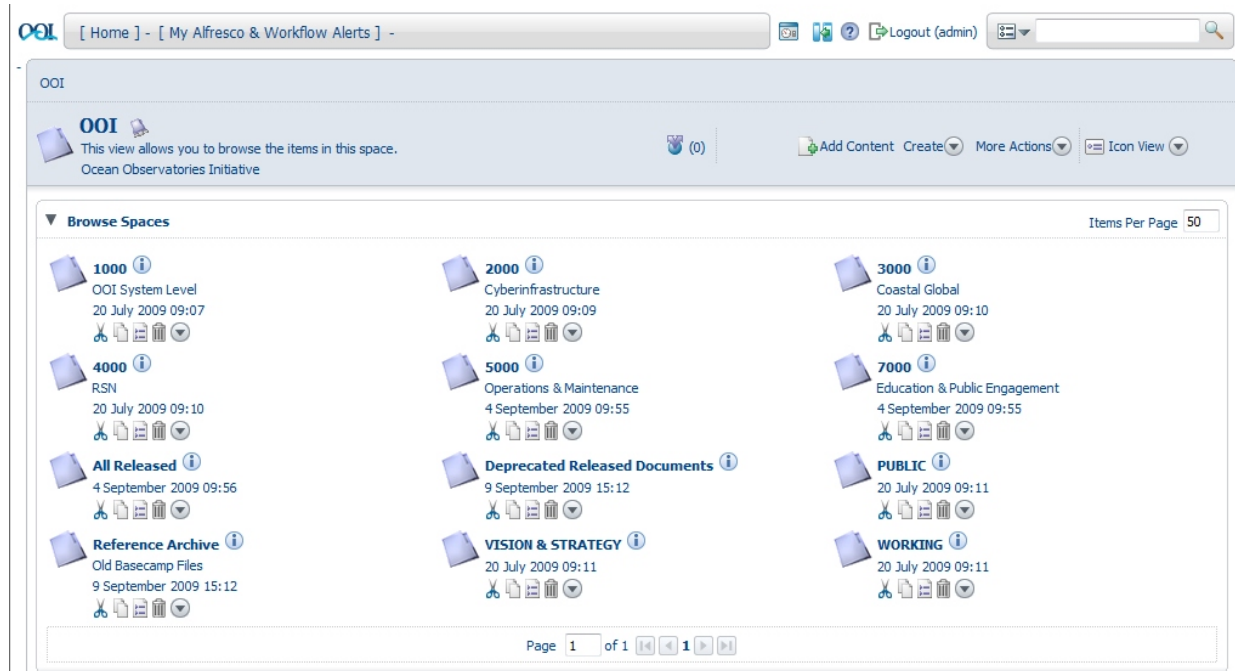 OOI
[ Home ] - [ My Alfresco & Workflow Alerts ] -
Logout (admin)
-
OOI
OOI
This view allows you to browse the items in this space.
Ocean Observatories Initiative
(0)
Add Content Create More Actions Icon View
Browse Spaces
Items Per Page 50
1000
OOI System Level
20 July 2009 09:07
2000
Cyberinfrastructure
20 July 2009 09:09
3000
Coastal Global
20 July 2009 09:10
4000
RSN
20 July 2009 09:10
5000
Operations & Maintenance
4 September 2009 09:55
7000
Education & Public Engagement
4 September 2009 09:55
All Released
4 September 2009 09:56
Deprecated Released Documents
9 September 2009 15:12
PUBLIC
20 July 2009 09:11
Reference Archive
Old Basecamp Files
9 September 2009 15:12
VISION & STRATEGY
20 July 2009 09:11
WORKING
20 July 2009 09:11
Page 1 of 1 1